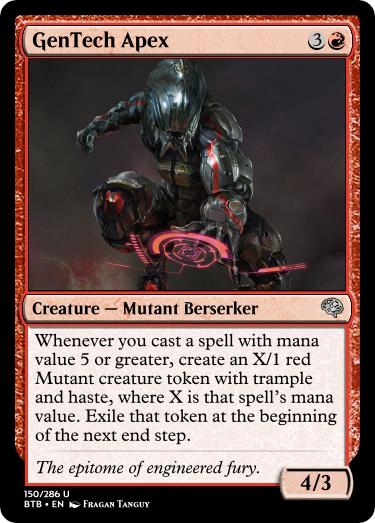 GenTech Apex
3
Creature — Mutant Berserker
Whenever you cast a spell with mana
value 5 or greater, create an X/1 red
Mutant creature token with trample
and haste, where X is that spell's mana
value. Exile that token at the beginning
of the next end step.
The epitome of engineered fury.
4/3
150/286 U
BTB • EN Fragan Tanguy